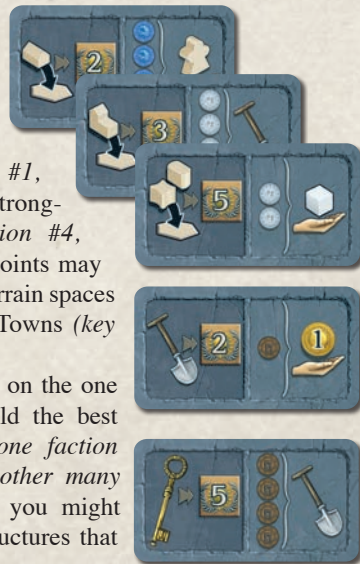 2
3
5
#1,
trong-
ion #4,
oints may
rrain spaces
Towns (key
on the one
ld the best
one faction
other many
you might
uctures that
2 1
5